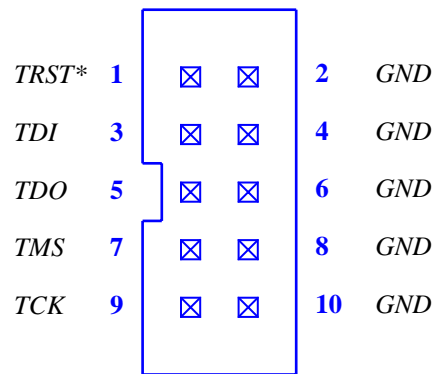 TRST* 1 2 GND
TDI 3 4 GND
TDO 5 6 GND
TMS 7 8 GND
TCK 9 10 GND